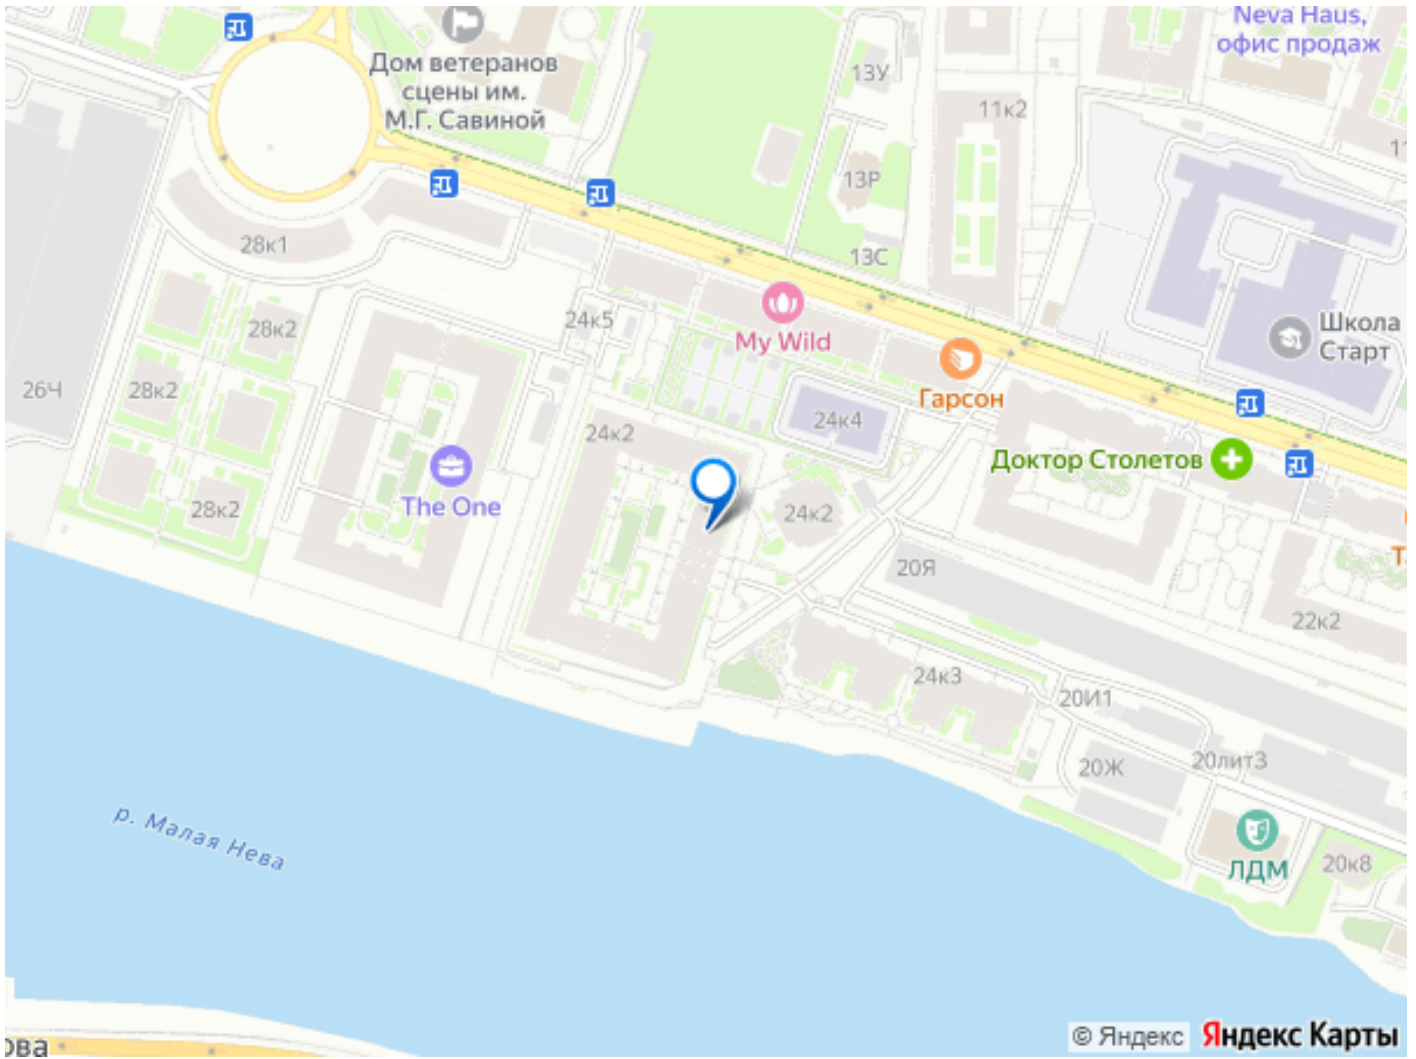 Neva Haus,
офис продаж
Дом ветеранов
сцены им.
М.Г. Савиной
13У
11к2
13Р
28к1
13С
24к5
28к2
My Wild
Школа
Старт
26Ч
28к2
Гарсон
24к4
24к2
Доктор Столетов
The One
28к2
24к2
20Я
22к2
24к3
20И1
20лит3
20Ж
р. Малая Нева
ЛДМ
20к8
© Яндекс Яндекс Карты